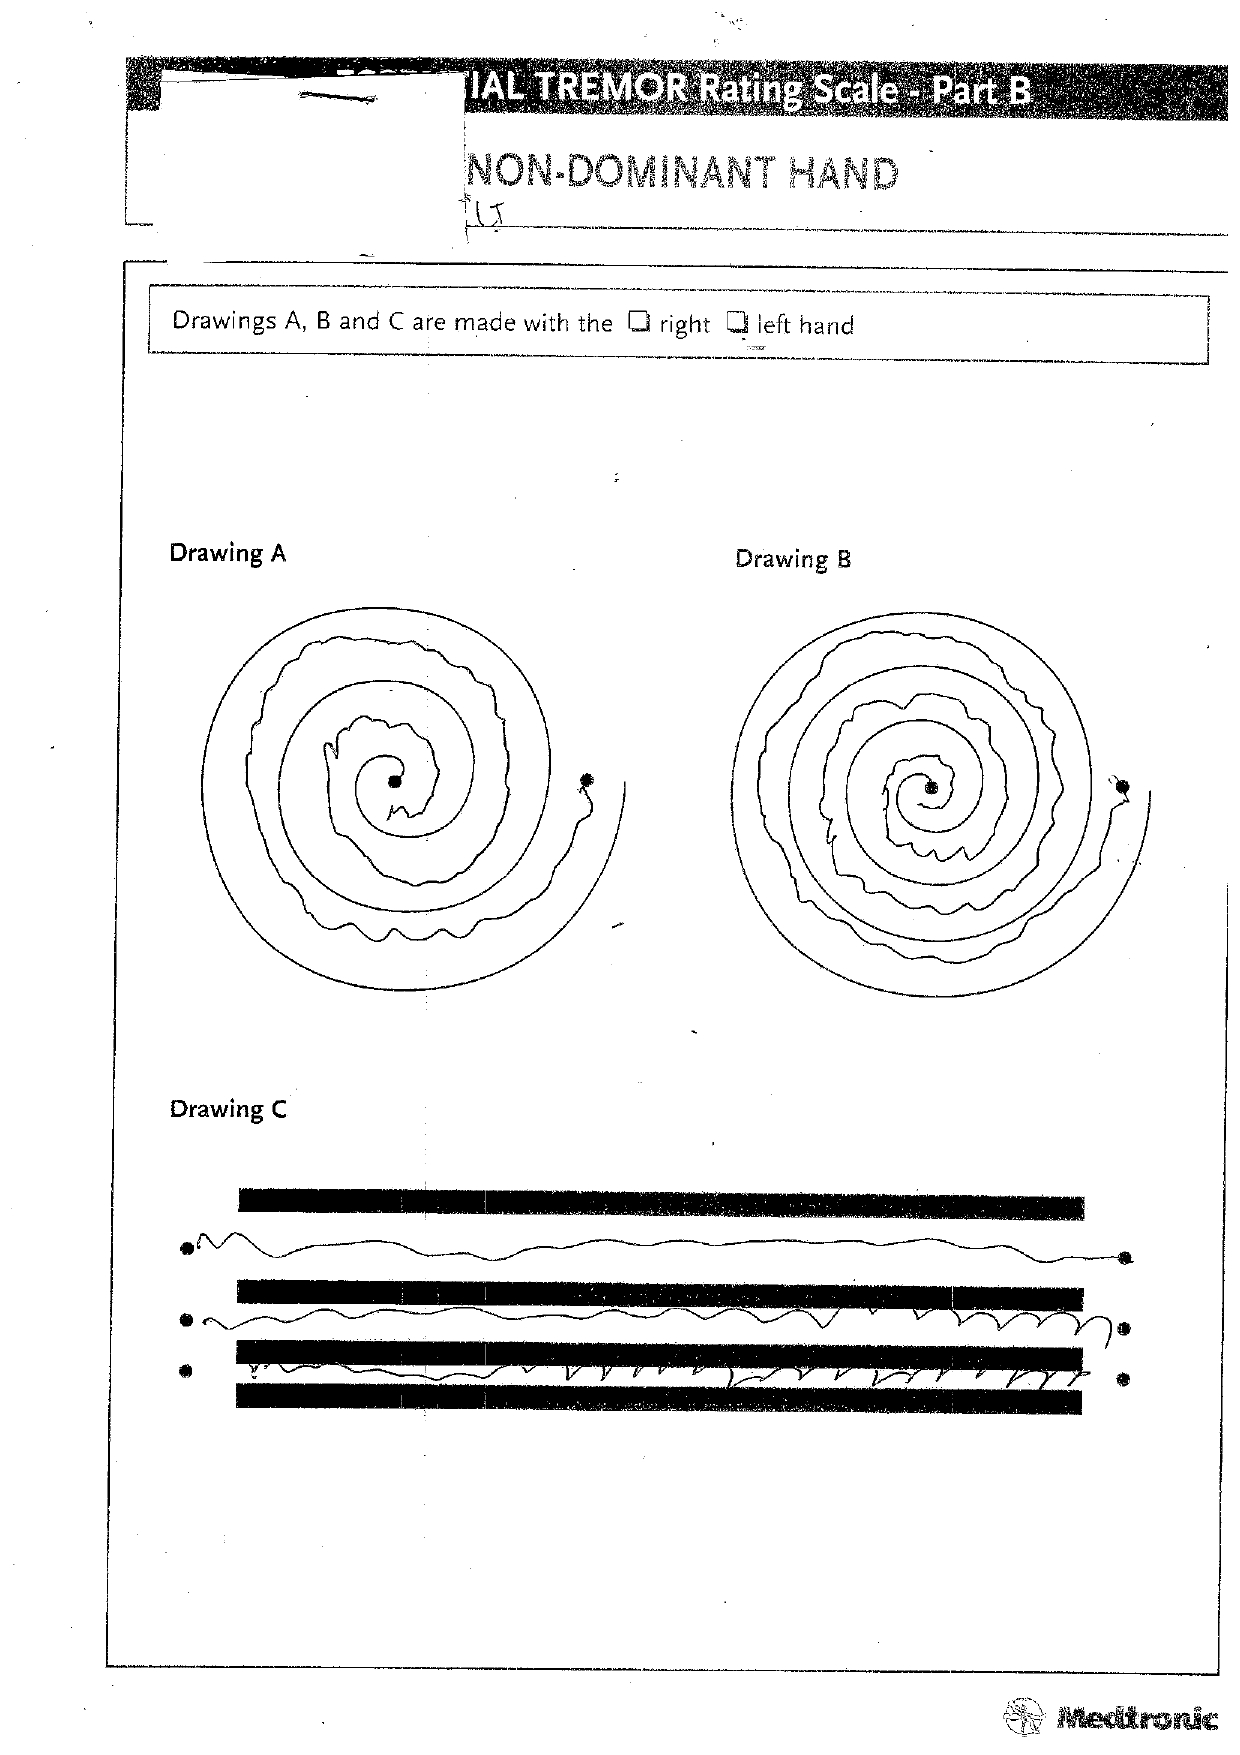 IAL TREMOR Rating Scale - Part B
NON-DOMINANT HAND
Drawings A, B and C are made with the ❏ right ❏ left hand
Drawing A
Drawing B
Drawing C
Medtronic